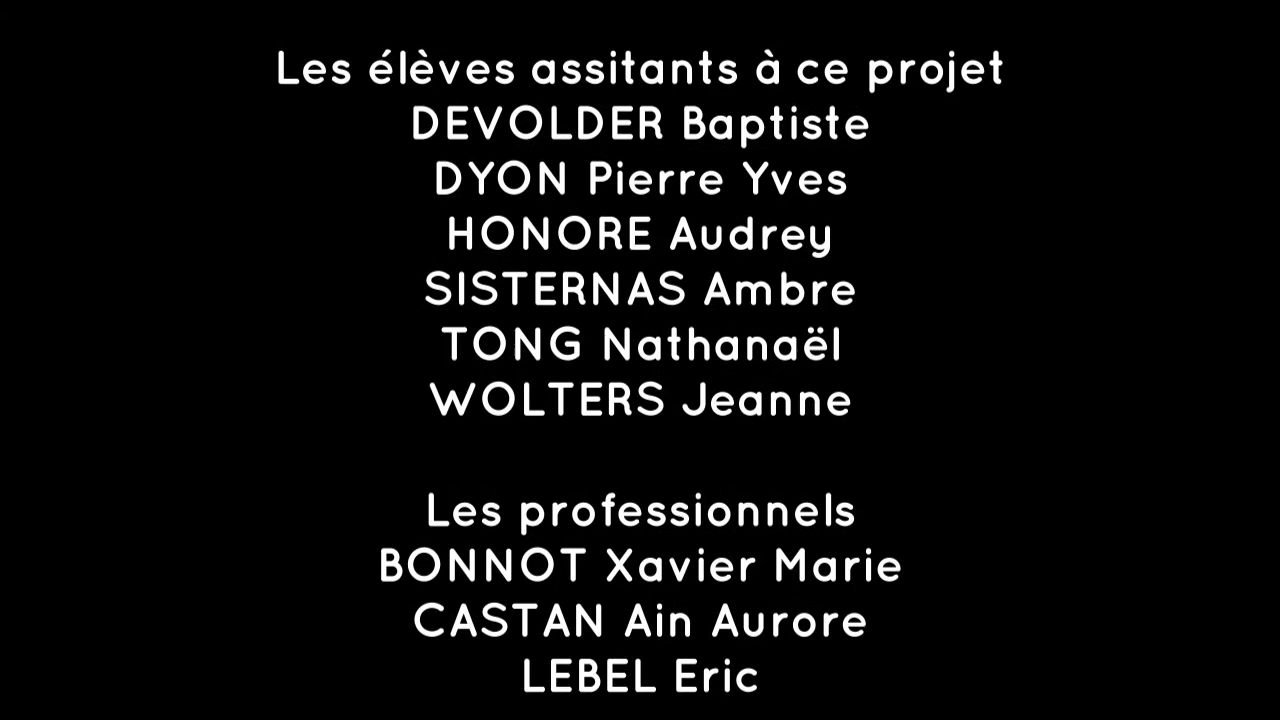 Les élèves assitants à ce projet
DEVOLDER Baptiste
DYON Pierre Yves
HONORE Audrey
SISTERNAS Ambre
TONG Nathanaël
WOLTERS Jeanne
Les professionnels
BONNOT Xavier Marie
CASTAN Ain Aurore
LEBEL Eric